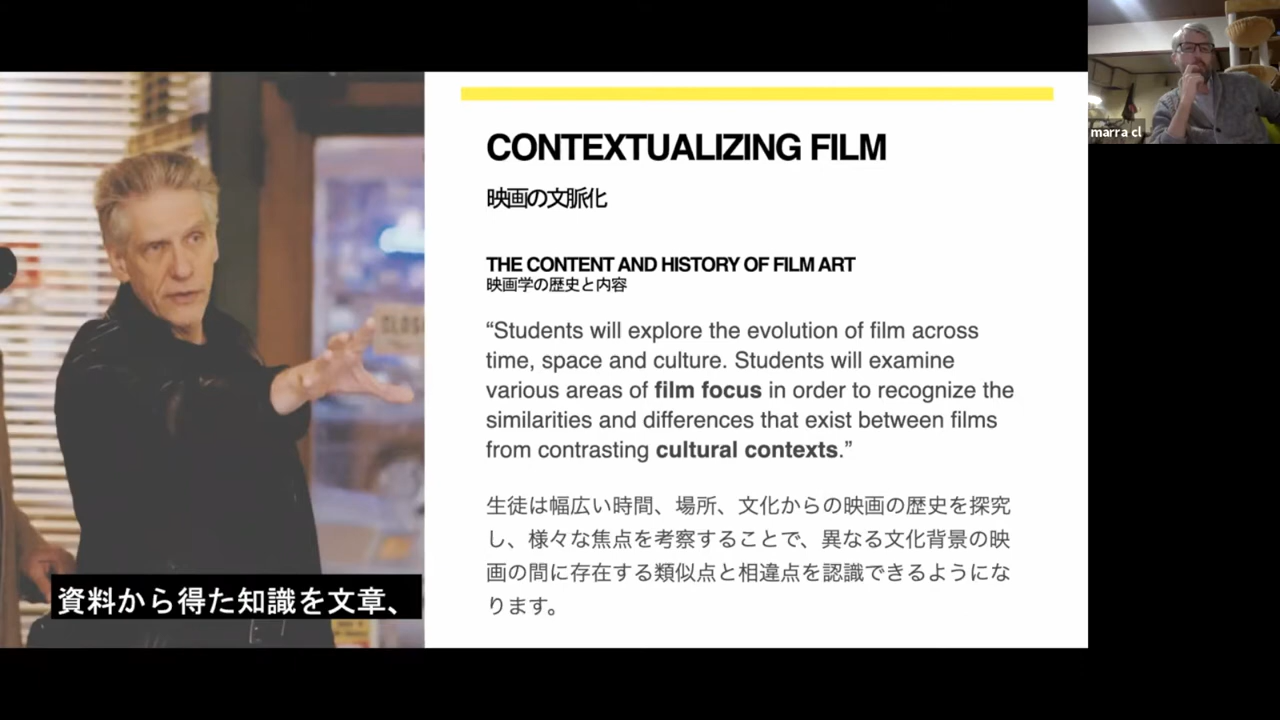 CONTEXTUALIZING FILM
映画の文脈化
THE CONTENT AND HISTORY OF FILM ART
映画学の歴史と内容
“Students will explore the evolution of film across
time, space and culture. Students will examine
various areas of film focus in order to recognize the
similarities and differences that exist between films
from contrasting cultural contexts.”
生徒は幅広い時間、場所、文化からの映画の歴史を探究
し、様々な焦点を考察することで、異なる文化背景の映
画の間に存在する類似点と相違点を認識できるようにな
ります。
資料から得た知識を文章、
marra cl